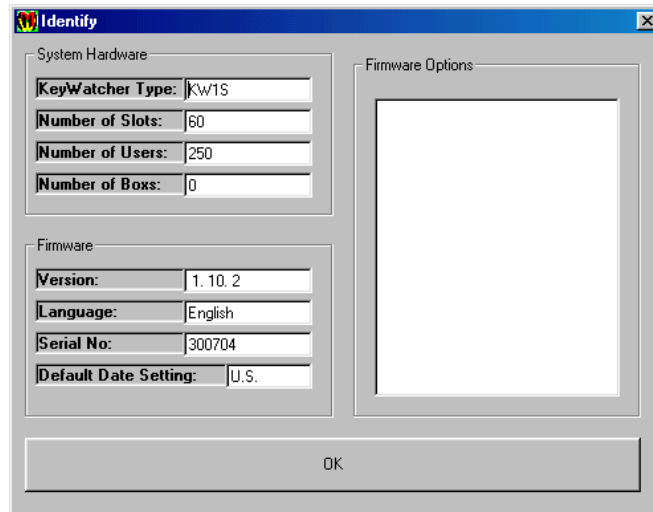 Identify
System Hardware
KeyWatcher Type: KW1S
Number of Slots: 60
Number of Users: 250
Number of Boxs: 0
Firmware
Version: 1. 10. 2
Language: English
Serial No: 300704
Default Date Setting: U.S.
Firmware Options
OK